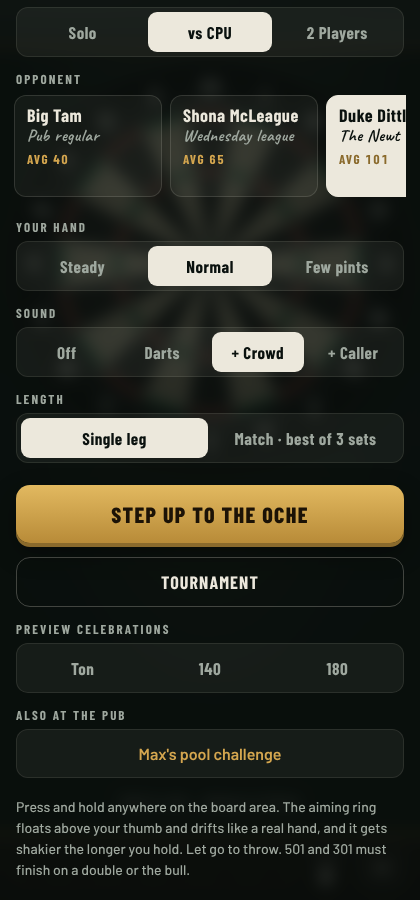 Solo
vs CPU
2 Players
OPPONENT
Big Tam
Pub regular
AVG 40
Shona McLeague
Wednesday league
AVG 65
Duke Dittl
The Newt
AVG 101
YOUR HAND
Steady
Normal
Few pints
SOUND
Off
Darts
+ Crowd
+ Caller
LENGTH
Single leg
Match · best of 3 sets
STEP UP TO THE OCHE
TOURNAMENT
PREVIEW CELEBRATIONS
Ton
140
180
ALSO AT THE PUB
Max's pool challenge
Press and hold anywhere on the board area. The aiming ring
floats above your thumb and drifts like a real hand, and it gets
shakier the longer you hold. Let go to throw. 501 and 301 must
finish on a double or the bull.